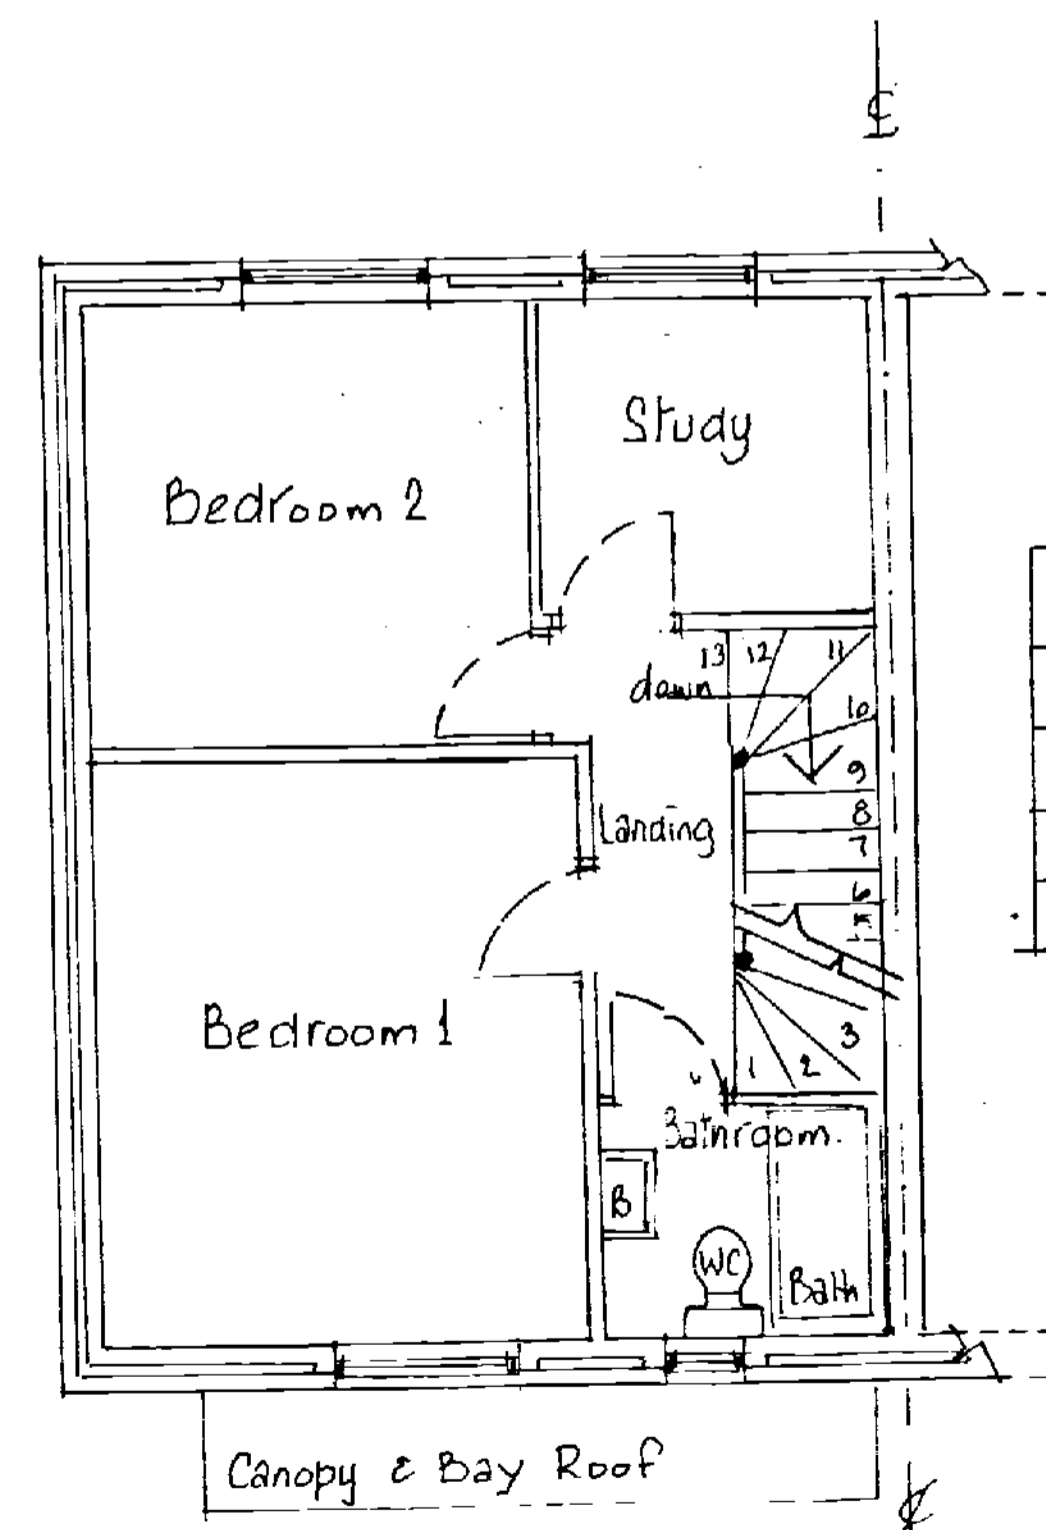 ℄
Study
Bedroom 2
13 12 11
down
10
9
Landing
8
7
6
5
Bedroom 1
3
1 2
Bathroom.
B
WC
Bath
Canopy & Bay Roof
℄